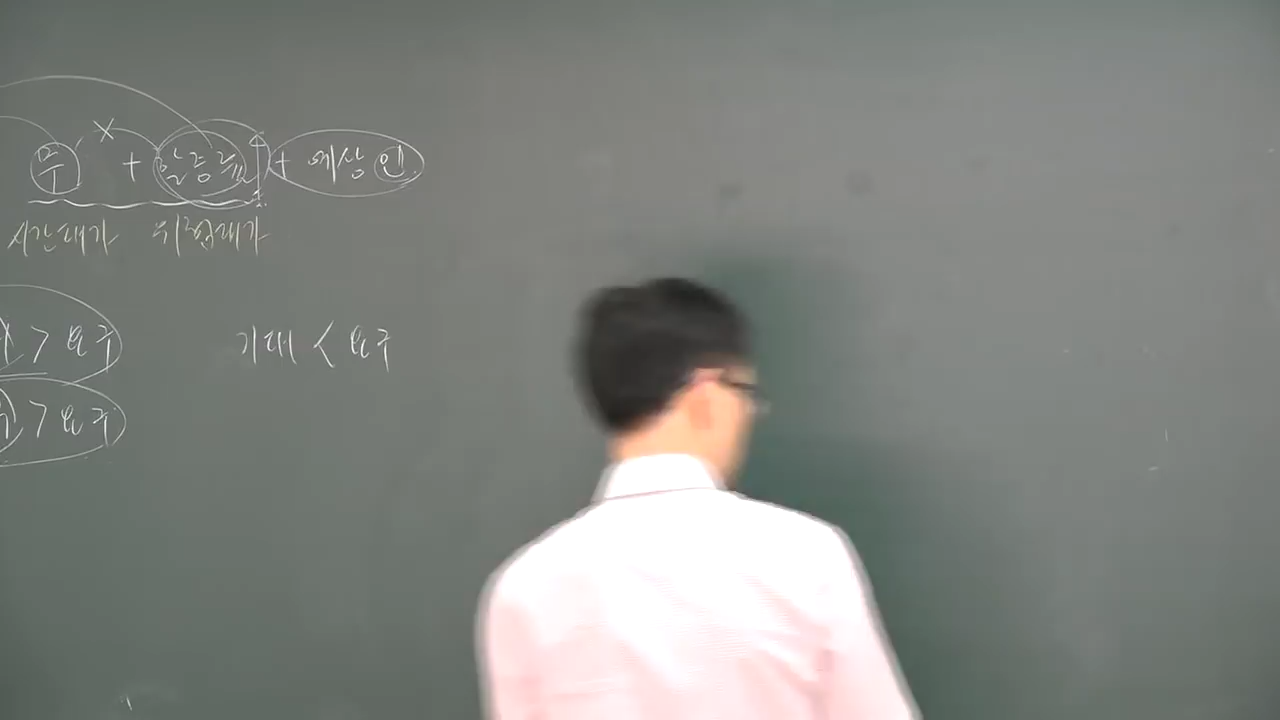 무 + 할증률 + 예상 인
시간대가 위험대가
> 요구 기대 < 요구
> 요구